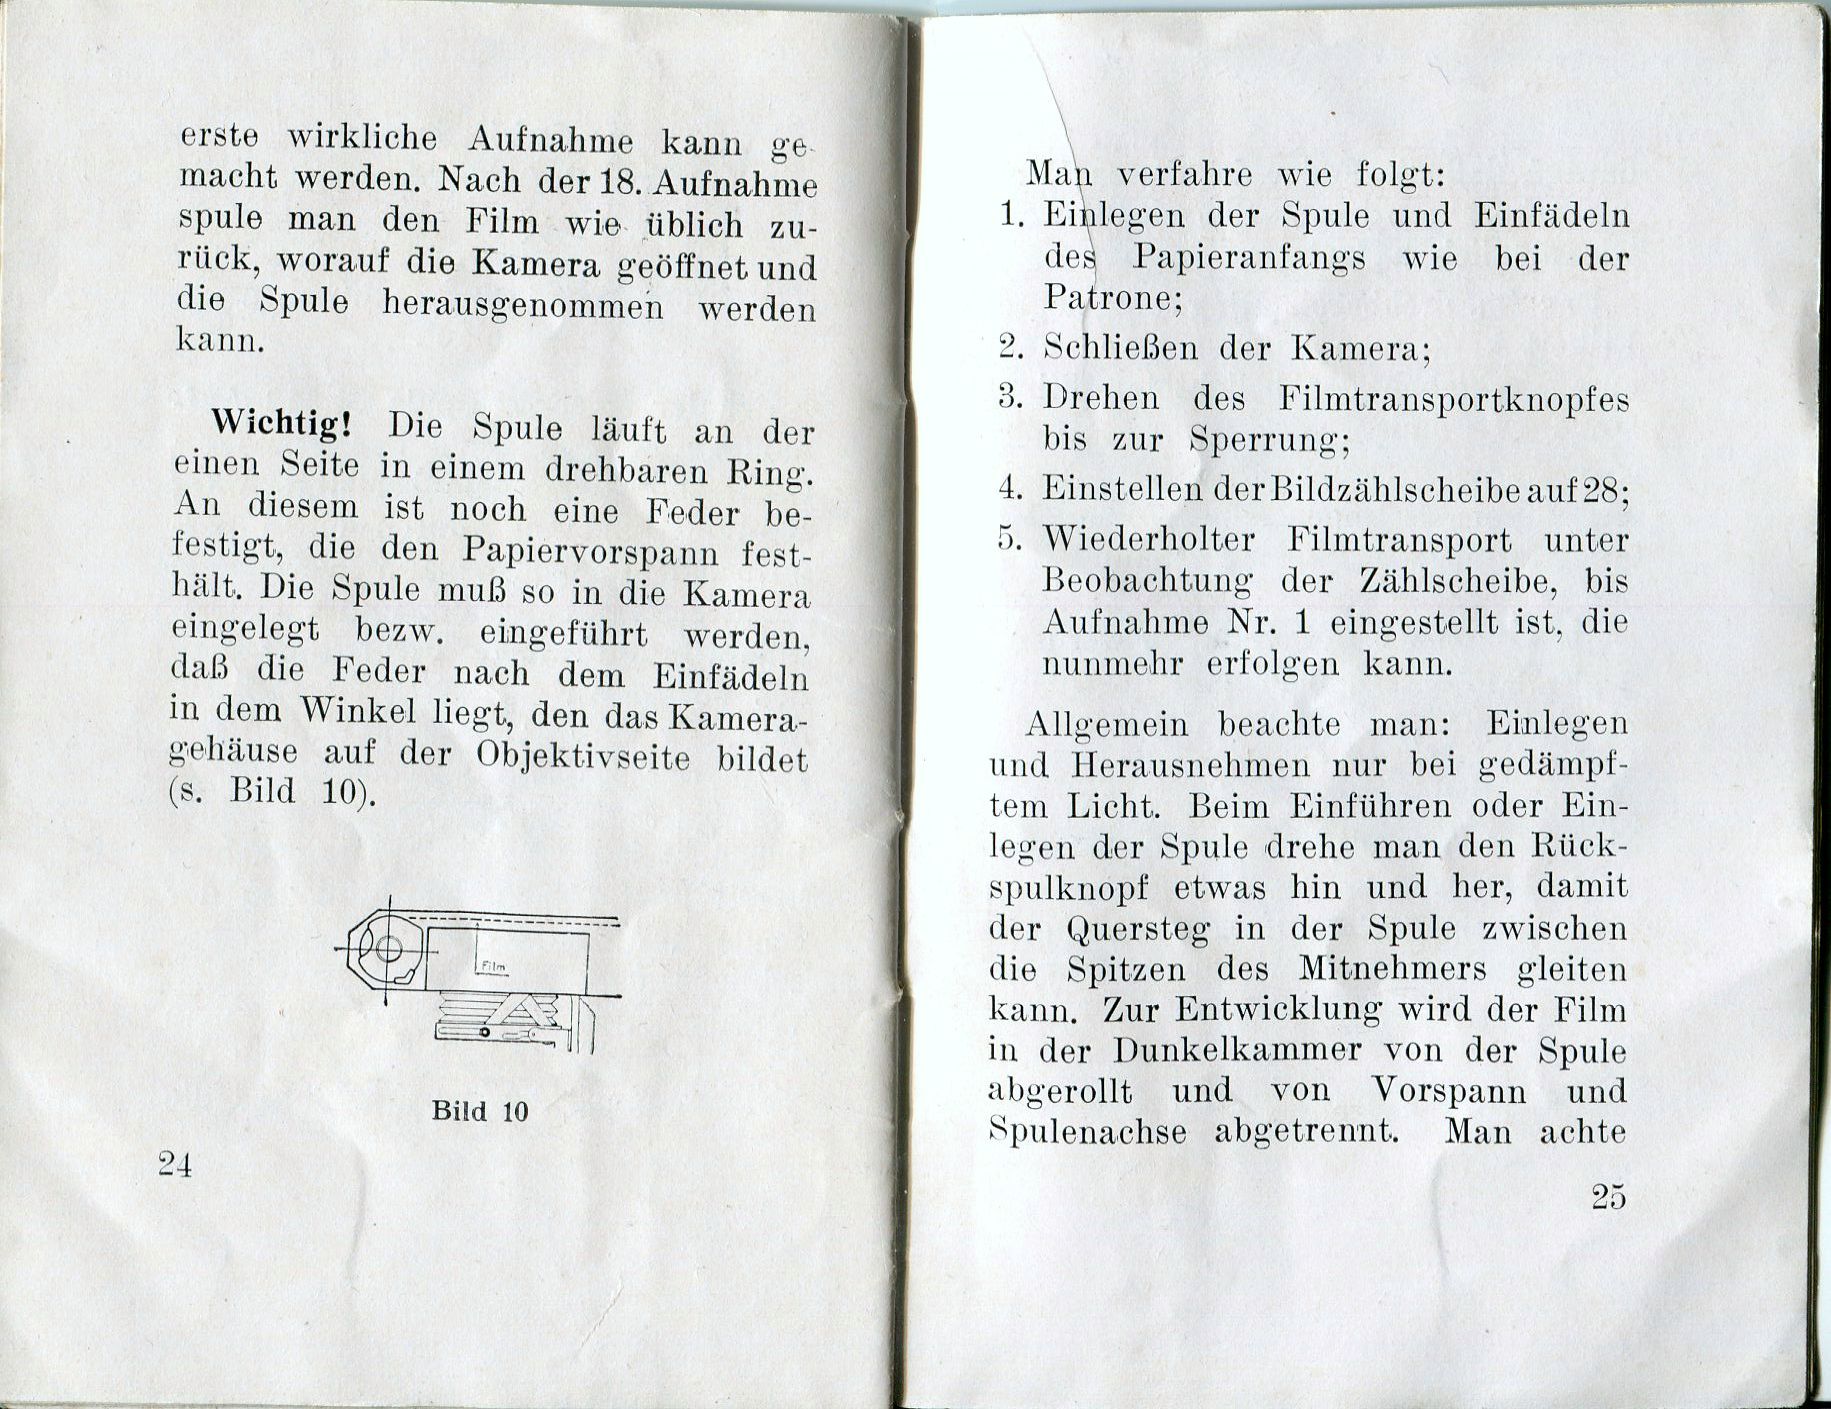 erste wirkliche Aufnahme kann ge-
macht werden. Nach der 18. Aufnahme
spule man den Film wie üblich zu-
rück, worauf die Kamera geöffnet und
die Spule herausgenommen werden
kann.
Wichtig! Die Spule läuft an der
einen Seite in einem drehbaren Ring.
An diesem ist noch eine Feder be-
festigt, die den Papiervorspann fest-
hält. Die Spule muß so in die Kamera
eingelegt bezw. eingeführt werden,
daß die Feder nach dem Einfädeln
in dem Winkel liegt, den das Kamera-
gehäuse auf der Objektivseite bildet
(s. Bild 10).
Film
Bild 10
24
Man verfahre wie folgt:
1. Einlegen der Spule und Einfädeln
des Papieranfangs wie bei der
Patrone;
2. Schließen der Kamera;
3. Drehen des Filmtransportknopfes
bis zur Sperrung;
4. Einstellen der Bildzählscheibe auf 28;
5. Wiederholter Filmtransport unter
Beobachtung der Zählscheibe, bis
Aufnahme Nr. 1 eingestellt ist, die
nunmehr erfolgen kann.
Allgemein beachte man: Einlegen
und Herausnehmen nur bei gedämpf-
tem Licht. Beim Einführen oder Ein-
legen der Spule drehe man den Rück-
spulknopf etwas hin und her, damit
der Quersteg in der Spule zwischen
die Spitzen des Mitnehmers gleiten
kann. Zur Entwicklung wird der Film
in der Dunkelkammer von der Spule
abgerollt und von Vorspann und
Spulenachse abgetrennt. Man achte
25